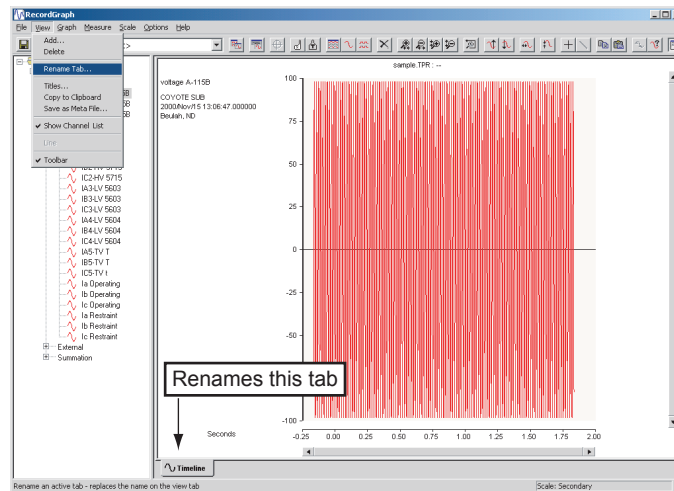 RecordGraph
File View Graph Measure Scale Options Help
Add...
Delete
Rename Tab...
Titles...
Copy to Clipboard
Save as Meta File...
Show Channel List
Line
Toolbar
IC2-HV 5715
IA3-LV 5603
IB3-LV 5603
IC3-LV 5603
IA4-LV 5604
IB4-LV 5604
IC4-LV 5604
IA5-TV T
IB5-TV T
IC5-TV t
Ia Operating
Ib Operating
Ic Operating
Ia Restraint
Ib Restraint
Ic Restraint
External
Summation
sample.TPR : --
voltage A-115B
COYOTE SUB
2000/Nov/15 13:06:47.000000
Beulah, ND
100
75
50
25
0
-25
-50
-100
Seconds
-0.25 0.00 0.25 0.50 0.75 1.00 1.25 1.50 1.75 2.00
Renames this tab
Timeline
Rename an active tab - replaces the name on the view tab
Scale: Secondary